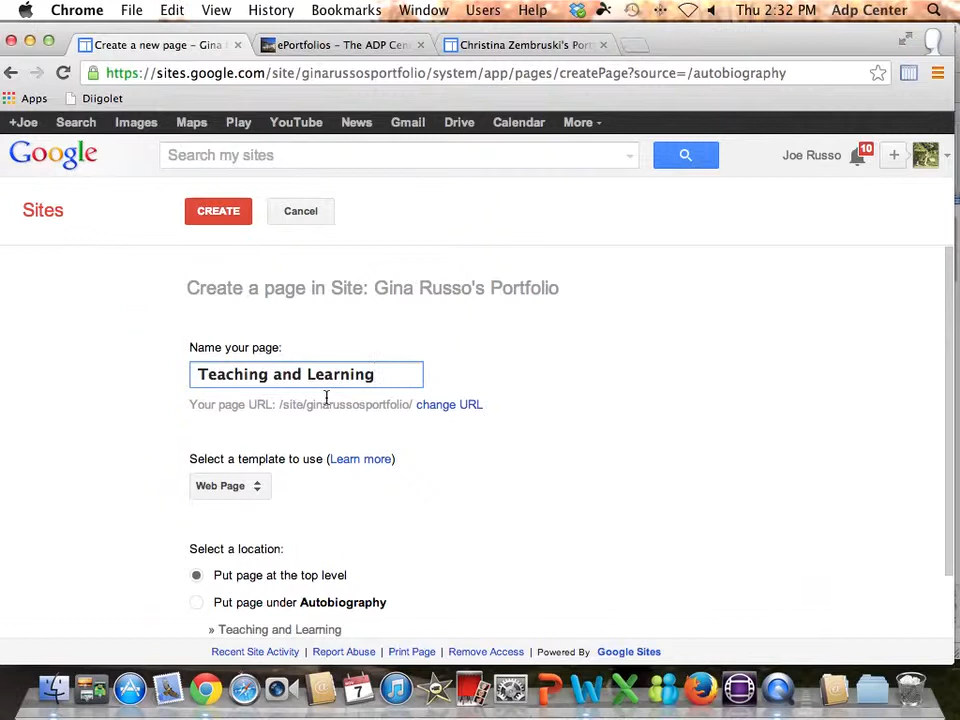 Chrome File Edit View History Bookmarks Window Users Help Thu 2:32 PM Adp Center
Create a new page - Gina ePortfolios – The ADP Cen Christina Zembruski's Por
https://sites.google.com/site/ginarussosportfolio/system/app/pages/createPage?source=/autobiography
Apps Diigolet
+Joe Search Images Maps Play YouTube News Gmail Drive Calendar More
Google Search my sites Joe Russo 10 +
Sites CREATE Cancel
Create a page in Site: Gina Russo's Portfolio
Name your page:
Teaching and Learning
Your page URL: /site/ginarussosportfolio/ change URL
Select a template to use (Learn more)
Web Page
Select a location:
Put page at the top level
Put page under Autobiography
» Teaching and Learning
Recent Site Activity | Report Abuse | Print Page | Remove Access | Powered By Google Sites
7